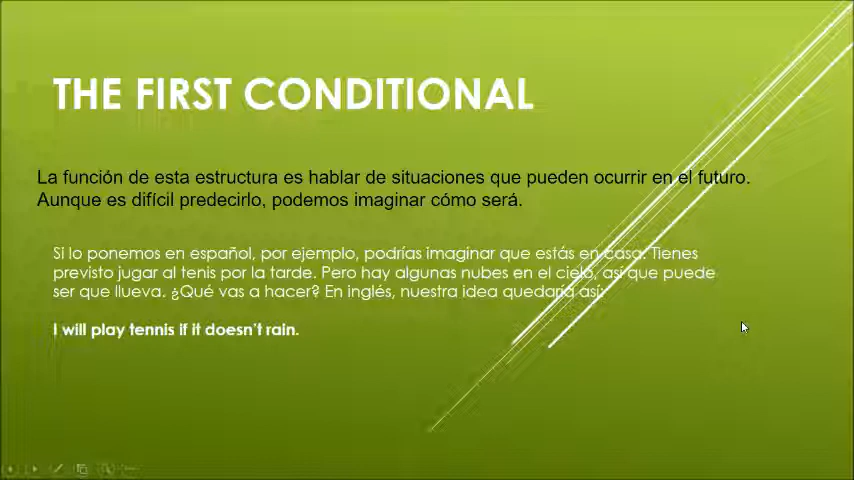 THE FIRST CONDITIONAL
La función de esta estructura es hablar de situaciones que pueden ocurrir en el futuro.
Aunque es difícil predecirlo, podemos imaginar cómo será.
Si lo ponemos en español, por ejemplo, podrías imaginar que estás en casa. Tienes
previsto jugar al tenis por la tarde. Pero hay algunas nubes en el cielo, así que puede
ser que llueva. ¿Qué vas a hacer? En inglés, nuestra idea quedaría así:
I will play tennis if it doesn't rain.